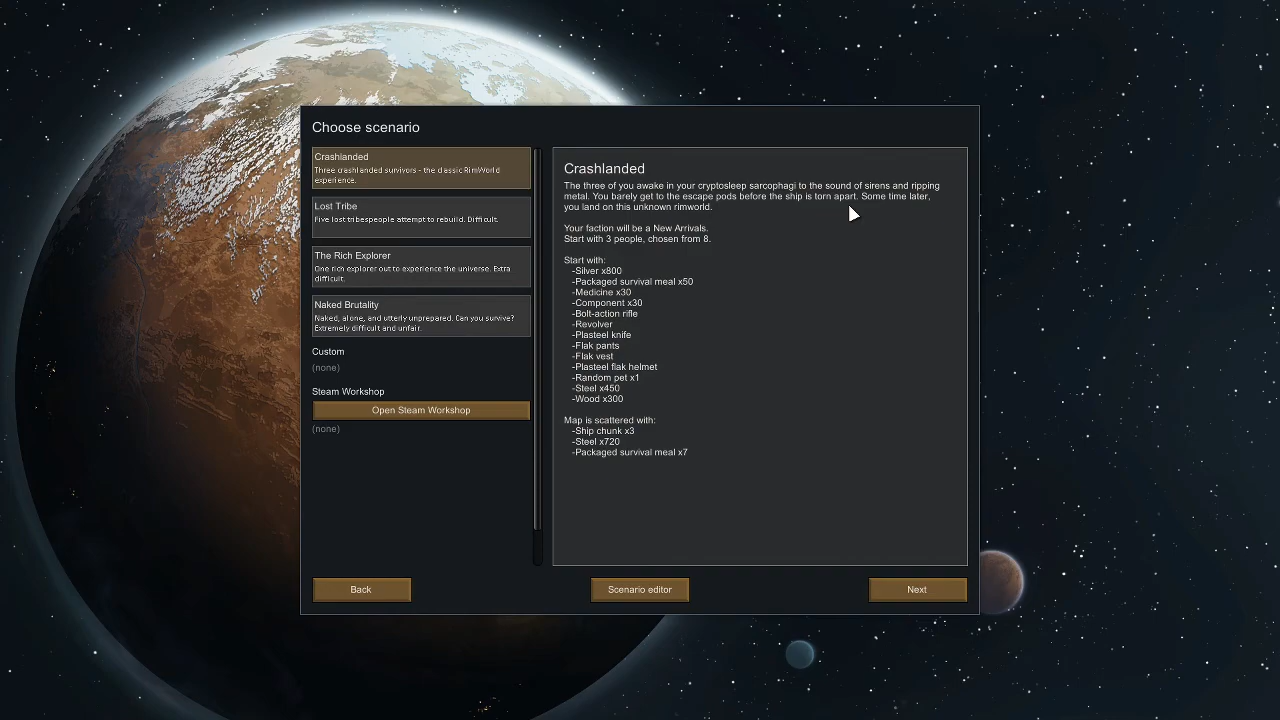 Choose scenario
Crashlanded
Three crashlanded survivors - the classic RimWorld
experience.
Lost Tribe
Five lost tribespeople attempt to rebuild. Difficult.
The Rich Explorer
One rich explorer out to experience the universe. Extra
difficult.
Naked Brutality
Naked, alone, and utterly unprepared. Can you survive?
Extremely difficult and unfair.
Custom
(none)
Steam Workshop
Open Steam Workshop
(none)
Crashlanded
The three of you awake in your cryptosleep sarcophagi to the sound of sirens and ripping
metal. You barely get to the escape pods before the ship is torn apart. Some time later,
you land on this unknown rimworld.
Your faction will be a New Arrivals.
Start with 3 people, chosen from 8.
Start with:
-Silver x800
-Packaged survival meal x50
-Medicine x30
-Component x30
-Bolt-action rifle
-Revolver
-Plasteel knife
-Flak pants
-Flak vest
-Plasteel flak helmet
-Random pet x1
-Steel x450
-Wood x300
Map is scattered with:
-Ship chunk x3
-Steel x720
-Packaged survival meal x7
Back
Scenario editor
Next